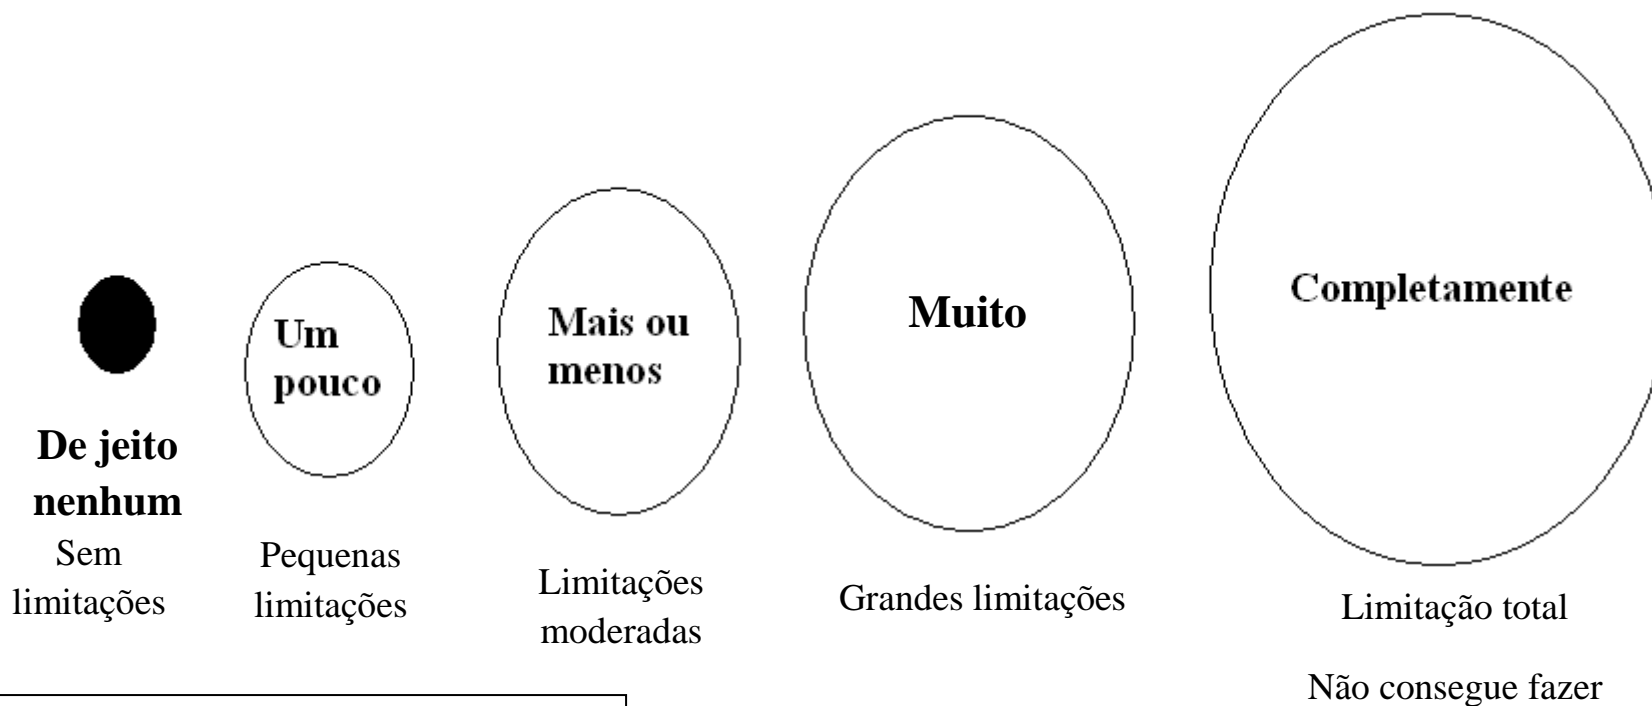 De jeito
nenhum
Sem
limitações
Um
pouco
Pequenas
limitações
Mais ou
menos
Limitações
moderadas
Muito
Grandes limitações
Completamente
Limitação total
Não consegue fazer